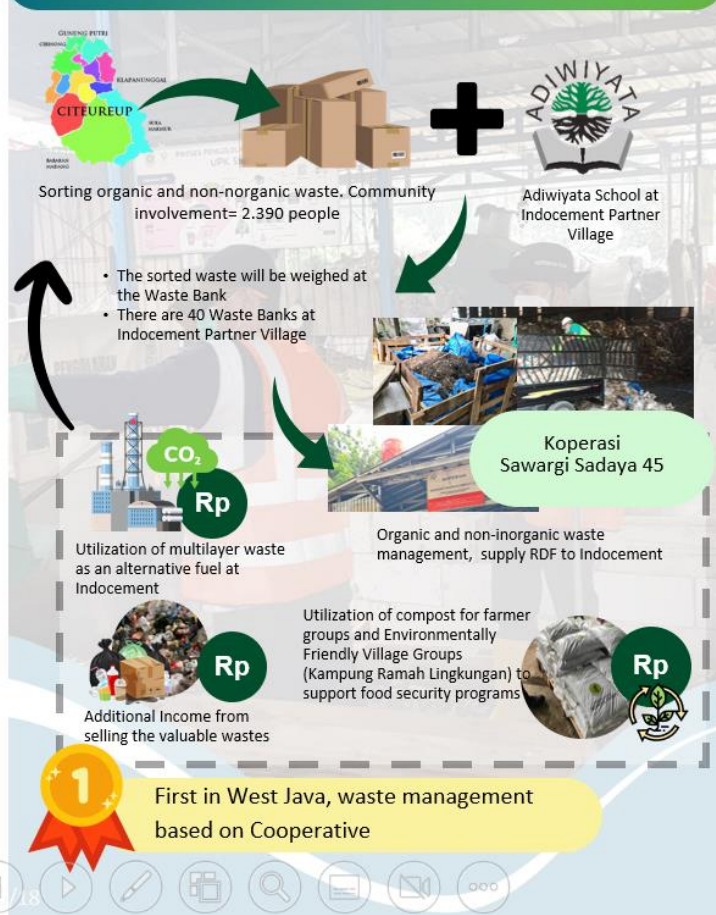 GUNUNG PUTRI
KLAPANUNGGAL
CITEUREUP
BABAKAN
MADANG
ADIWIYATA
Sorting organic and non-norganic waste. Community
involvement= 2.390 people
Adiwiyata School at
Indocement Partner
Village
• The sorted waste will be weighed at
the Waste Bank
• There are 40 Waste Banks at
Indocement Partner Village
Koperasi
Sawargi Sadaya 45
CO₂
Rp
Utilization of multilayer waste
as an alternative fuel at
Indocement
Organic and non-inorganic waste
management, supply RDF to Indocement
Rp
Additional Income from
selling the valuable wastes
Utilization of compost for farmer
groups and Environmentally
Friendly Village Groups
(Kampung Ramah Lingkungan) to
support food security programs
Rp
1
First in West Java, waste management
based on Cooperative
/18